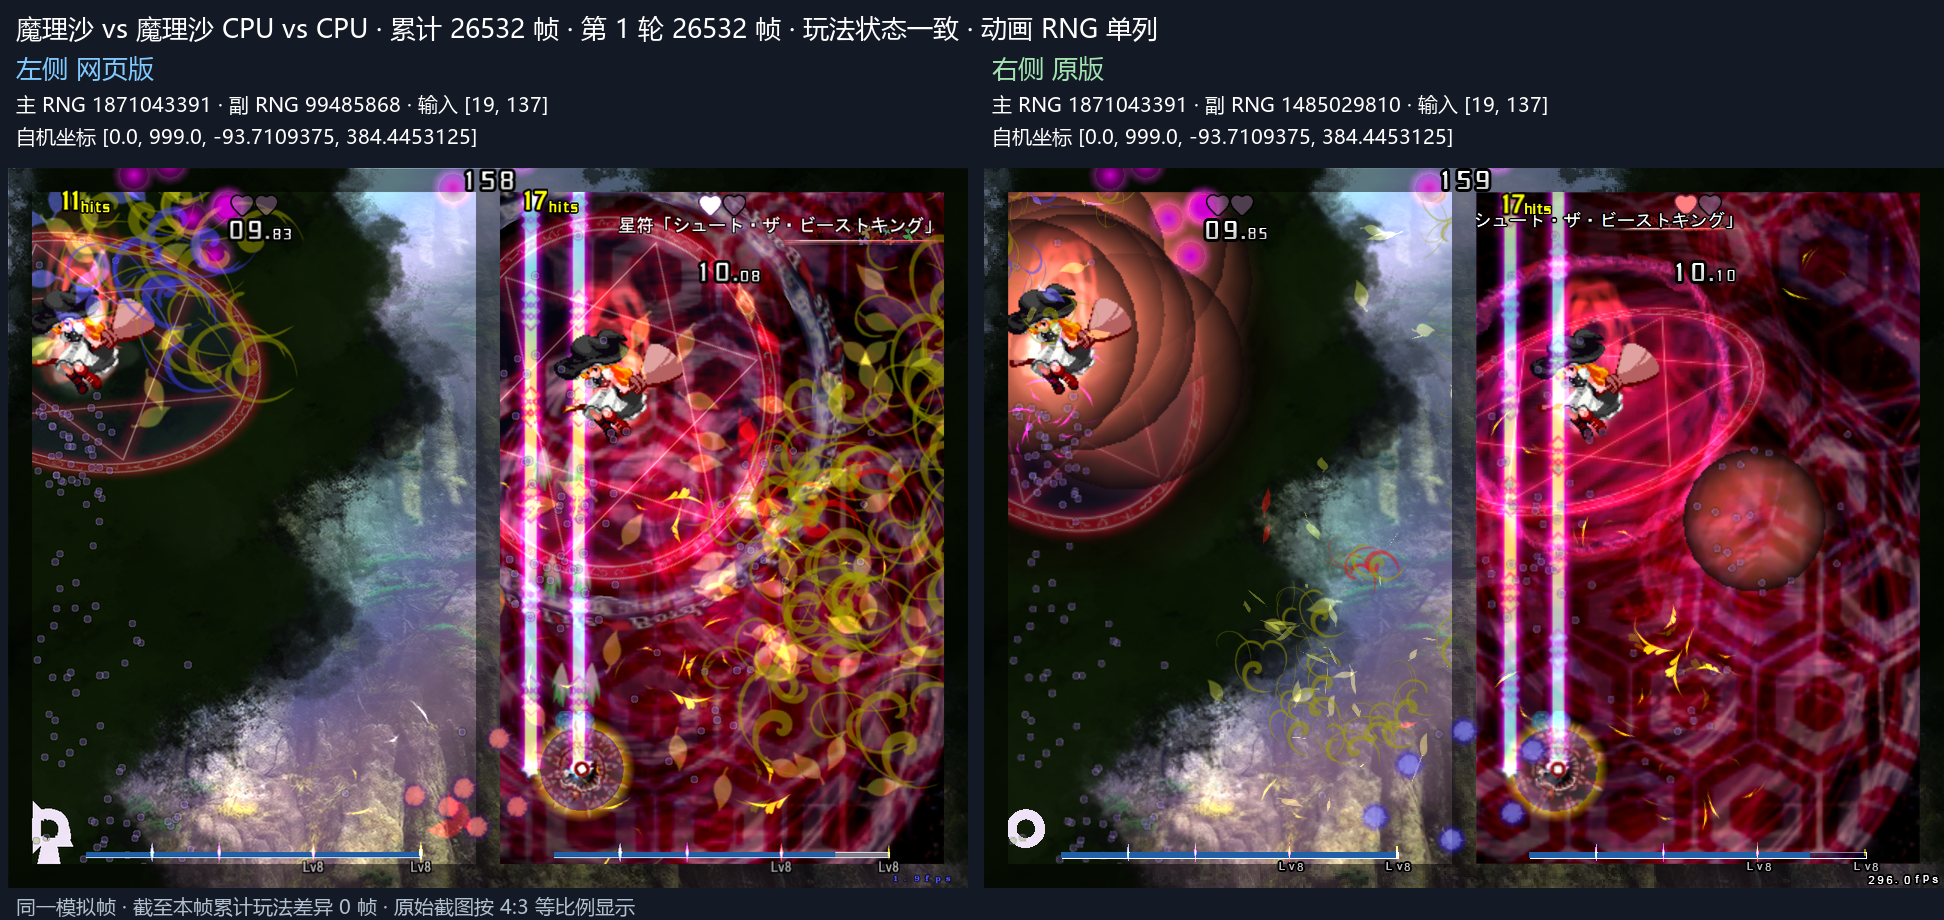 魔理沙 vs 魔理沙 CPU vs CPU · 累计 26532 帧 · 第 1 轮 26532 帧 · 玩法状态一致 · 动画 RNG 单列
左侧 网页版
主 RNG 1871043391 · 副 RNG 99485868 · 输入 [19, 137]
自机坐标 [0.0, 999.0, -93.7109375, 384.4453125]
158
11hits
09.83
17hits
星符「シュート・ザ・ビーストキング」
10.08
Lv8
Lv8
Lv8
Lv8
1.9fps
右侧 原版
主 RNG 1871043391 · 副 RNG 1485029810 · 输入 [19, 137]
自机坐标 [0.0, 999.0, -93.7109375, 384.4453125]
159
09.85
17hits
シュート・ザ・ビーストキング」
10.10
Lv8
Lv8
Lv8
Lv8
296.0fps
同一模拟帧 · 截至本帧累计玩法差异 0 帧 · 原始截图按 4:3 等比例显示